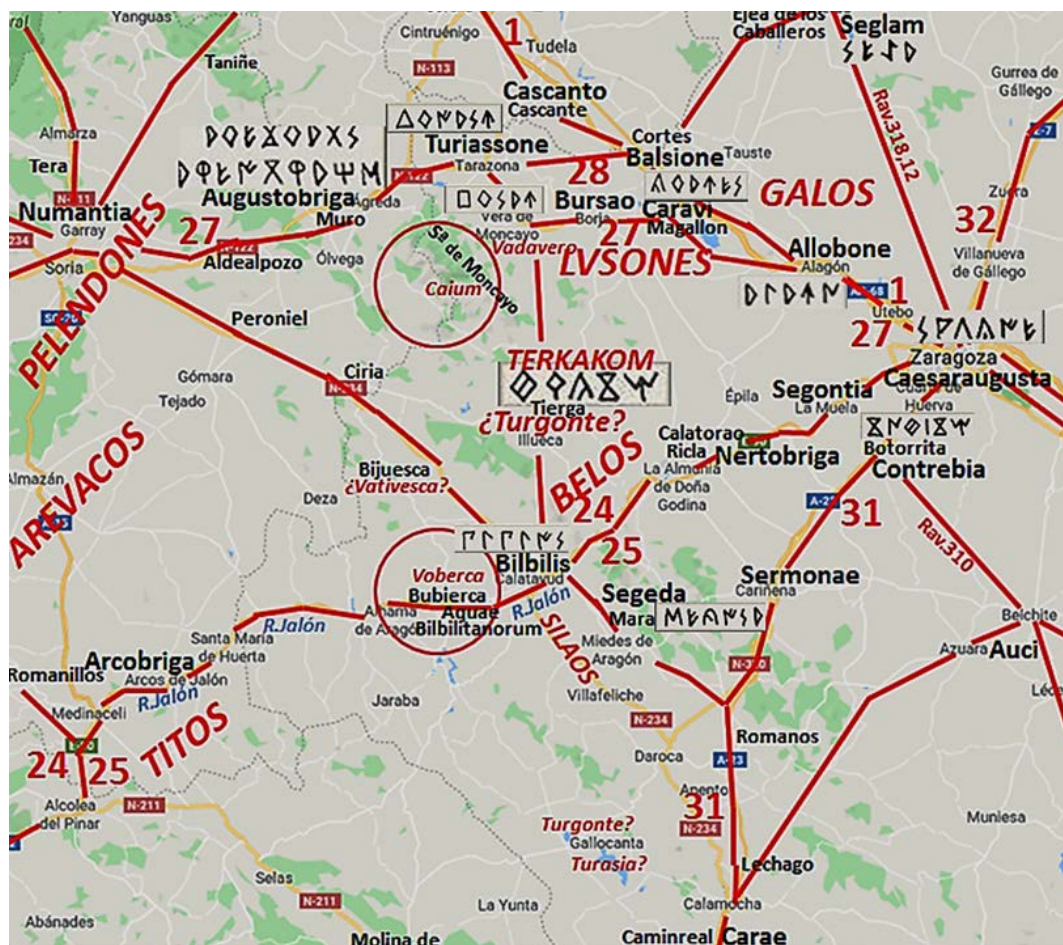 Yanguas
Cintruénigo
1
Tudela
Ejea de los
Caballeros
Seglam
Taniñe
N-113
Cascanto
Cascante
Gurrea de
Gállego
Almarza
Tera
Turiassone
Tarazona
Cortes
Balsione
Tauste
Rav.318,12
28
Zuera
32
Augustobriga
Ágreda
Muro
Bursao
Borja
Vera de
Moncayo
Vadavero
Caravi
Magallon
27
GALOS
LVSONES
Numantia
Garray
27
N-122
Aldealpozo
Ólvega
Sª de Moncayo
Caium
Allobone
Alagón
Villanueva
de Gállego
Soria
PELENDONES
1
Utebo
27
Peroniel
TERKAKOM
Tierga
¿Turgonte?
Illueca
Zaragoza
Caesaraugusta
Ciria
Gómara
Tejado
Segontia
La Muela
Épila
Huerva
Botorrita
Contrebia
Calatorao
Ricla
Nertobriga
La Almunia
de Doña
Godina
BELOS
AREVACOS
Almazán
Deza
Bijuesca
¿Vativesca?
24
25
31
Rav.310
Bilbilis
Calatayud
Voberca
Bubierca
Aquae
Bilbilitanorum
R.Jalón
Alhama
de Aragón
Segeda
Mara
Miedes de
Aragón
SILAOS
Sermonae
Cariñena
Belchite
Azuara
Auci
Santa María
de Huerta
R.Jalón
Arcobriga
Arcos de Jalón
R.Jalón
Romanillos
Medinaceli
TITOS
Jaraba
Villafeliche
N-234
Daroca
Romanos
24
25
Alcolea
del Pinar
N-211
31
N-234
Muniesa
Turgonte?
Gallocanta
Turasia?
Lechago
Calamocha
Selas
N-211
La Yunta
Abánades
Molina de
Caminreal
Carae